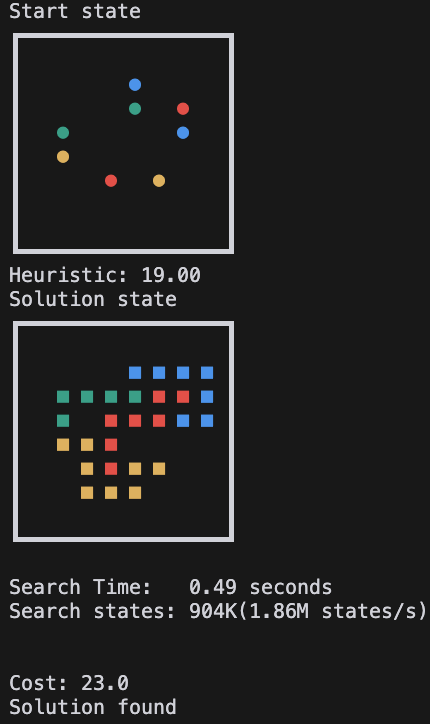 Start state
Heuristic: 19.00
Solution state
Search Time:   0.49 seconds
Search states: 904K(1.86M states/s)
Cost: 23.0
Solution found